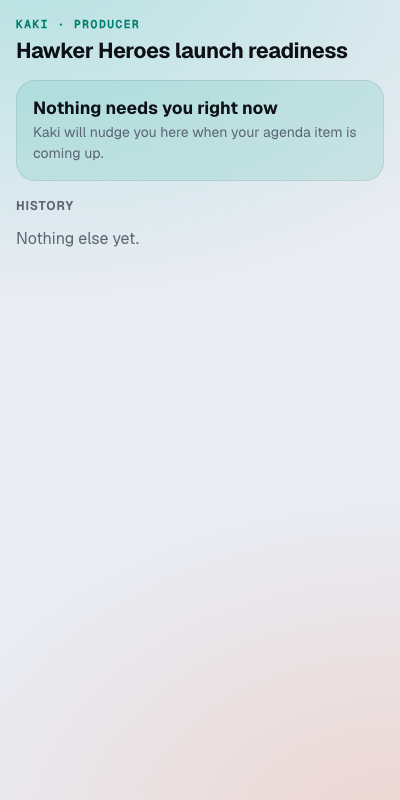 KAKI · PRODUCER
Hawker Heroes launch readiness
Nothing needs you right now
Kaki will nudge you here when your agenda item is
coming up.
HISTORY
Nothing else yet.